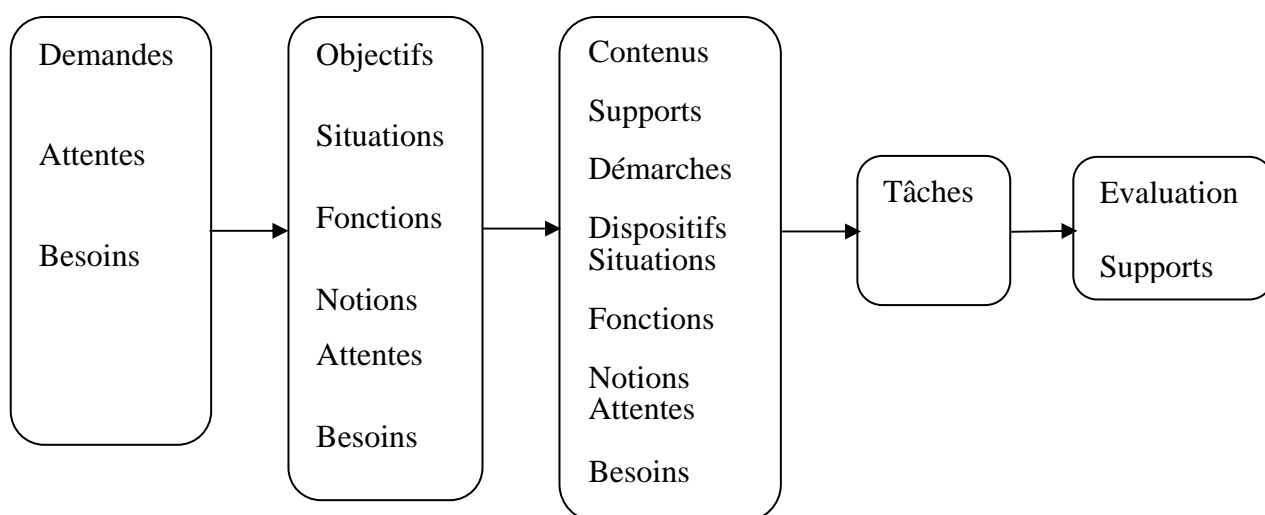 Demandes
Attentes
Besoins
Objectifs
Situations
Fonctions
Notions
Attentes
Besoins
Contenus
Supports
Démarches
Dispositifs
Situations
Fonctions
Notions
Attentes
Besoins
Tâches
Evaluation
Supports